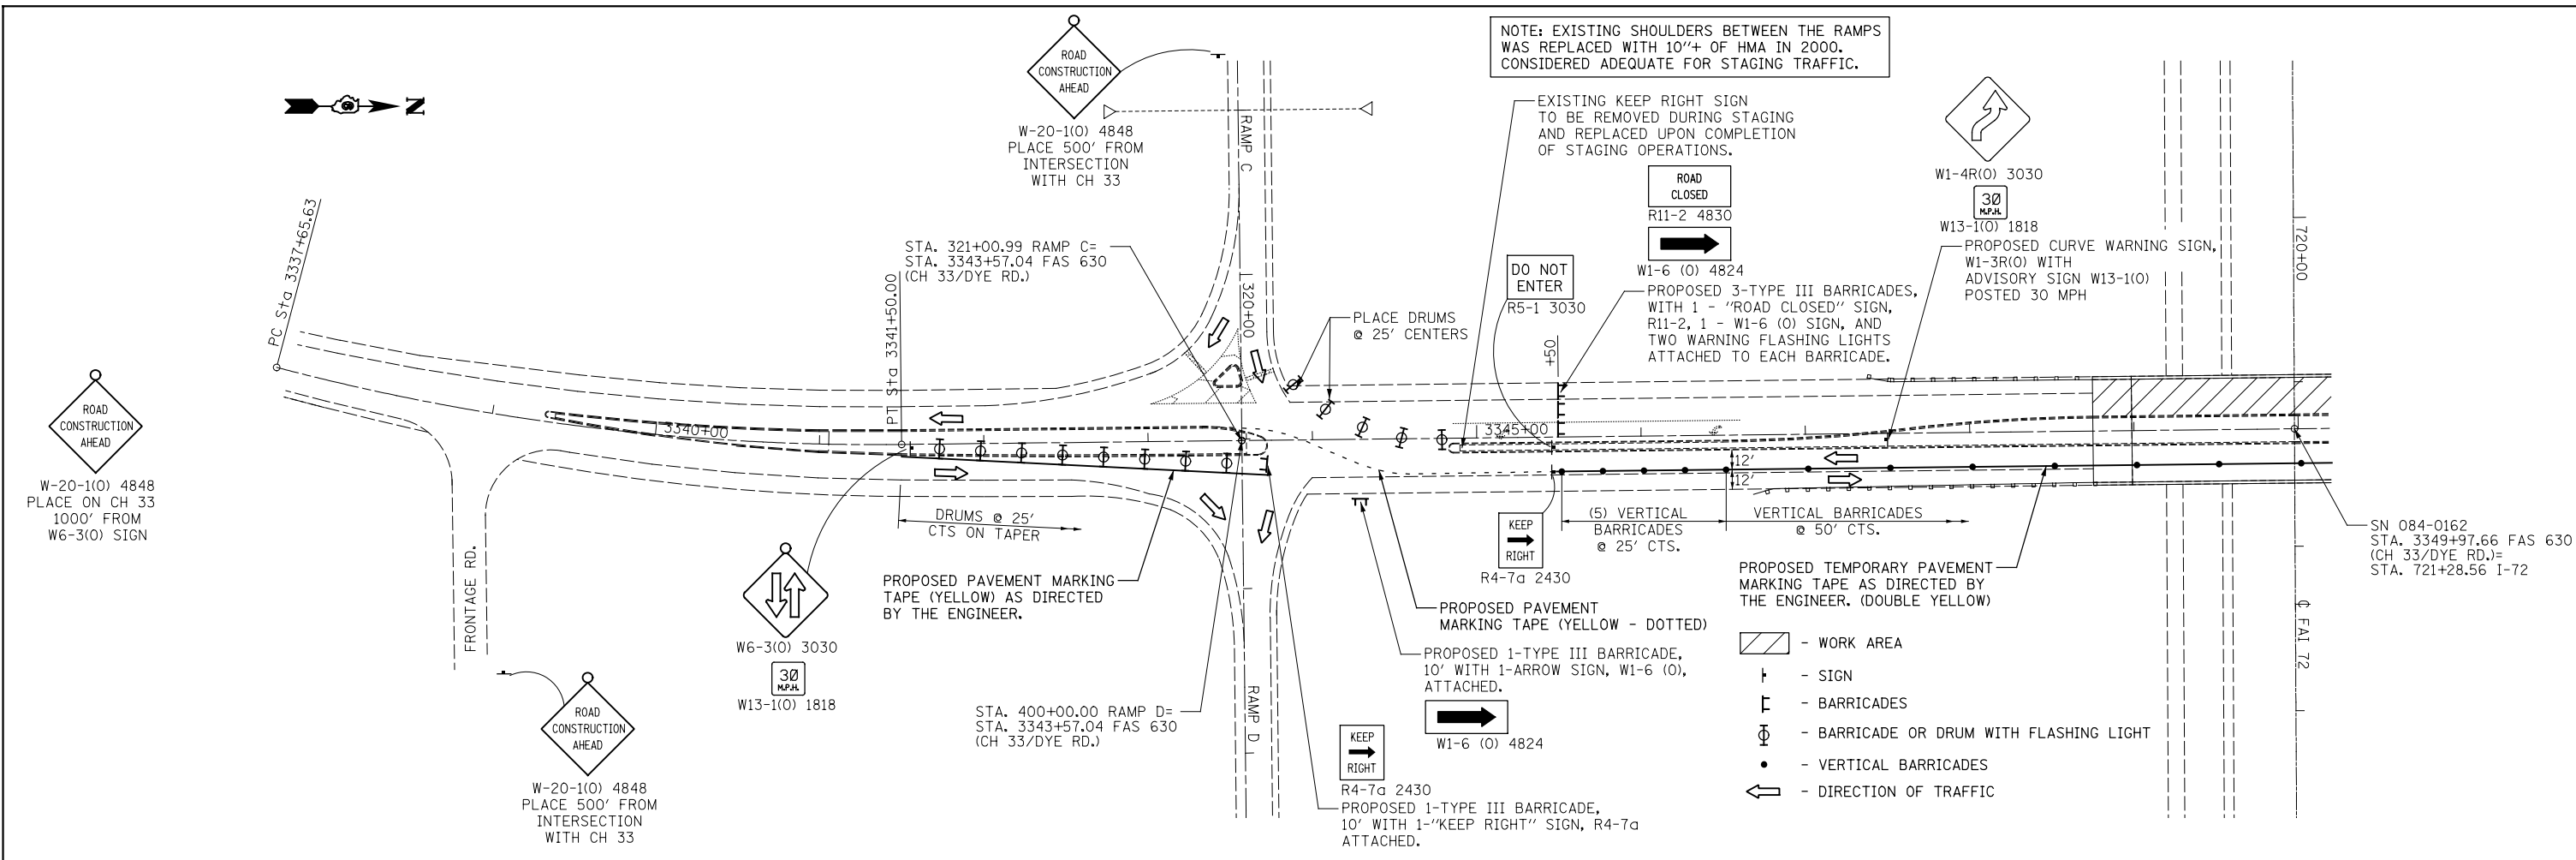 NOTE: EXISTING SHOULDERS BETWEEN THE RAMPS
WAS REPLACED WITH 10"+ OF HMA IN 2000.
CONSIDERED ADEQUATE FOR STAGING TRAFFIC.
ROAD
CONSTRUCTION
AHEAD
W-20-1(O) 4848
PLACE 500' FROM
INTERSECTION
WITH CH 33
N
RAMP C
EXISTING KEEP RIGHT SIGN
TO BE REMOVED DURING STAGING
AND REPLACED UPON COMPLETION
OF STAGING OPERATIONS.
ROAD
CLOSED
R11-2 4830
W1-6 (O) 4824
W1-4R(O) 3030
30
M.P.H.
W13-1(O) 1818
PROPOSED CURVE WARNING SIGN,
W1-3R(O) WITH
ADVISORY SIGN W13-1(O)
POSTED 30 MPH
720+00
PC Sta 3337+65.63
STA. 321+00.99 RAMP C=
STA. 3343+57.04 FAS 630
(CH 33/DYE RD.)
PT Sta 3341+50.00
320+00
PLACE DRUMS
@ 25' CENTERS
DO NOT
ENTER
R5-1 3030
+50
PROPOSED 3-TYPE III BARRICADES,
WITH 1 - "ROAD CLOSED" SIGN,
R11-2, 1 - W1-6 (O) SIGN, AND
TWO WARNING FLASHING LIGHTS
ATTACHED TO EACH BARRICADE.
ROAD
CONSTRUCTION
AHEAD
W-20-1(O) 4848
PLACE ON CH 33
1000' FROM
W6-3(O) SIGN
3340+00
3345+00
12'
12'
DRUMS @ 25'
CTS ON TAPER
KEEP
RIGHT
R4-7a 2430
(5) VERTICAL
BARRICADES
@ 25' CTS.
VERTICAL BARRICADES
@ 50' CTS.
SN 084-0162
STA. 3349+97.66 FAS 630
(CH 33/DYE RD.)=
STA. 721+28.56 I-72
FRONTAGE RD.
W6-3(O) 3030
30
M.P.H.
W13-1(O) 1818
PROPOSED PAVEMENT MARKING
TAPE (YELLOW) AS DIRECTED
BY THE ENGINEER.
PROPOSED PAVEMENT
MARKING TAPE (YELLOW - DOTTED)
PROPOSED TEMPORARY PAVEMENT
MARKING TAPE AS DIRECTED BY
THE ENGINEER. (DOUBLE YELLOW)
℄ FAI 72
ROAD
CONSTRUCTION
AHEAD
W-20-1(O) 4848
PLACE 500' FROM
INTERSECTION
WITH CH 33
STA. 400+00.00 RAMP D=
STA. 3343+57.04 FAS 630
(CH 33/DYE RD.)
RAMP D
PROPOSED 1-TYPE III BARRICADE,
10' WITH 1-ARROW SIGN, W1-6 (O),
ATTACHED.
W1-6 (O) 4824
KEEP
RIGHT
R4-7a 2430
PROPOSED 1-TYPE III BARRICADE,
10' WITH 1-"KEEP RIGHT" SIGN, R4-7a
ATTACHED.
- WORK AREA
- SIGN
- BARRICADES
- BARRICADE OR DRUM WITH FLASHING LIGHT
- VERTICAL BARRICADES
- DIRECTION OF TRAFFIC